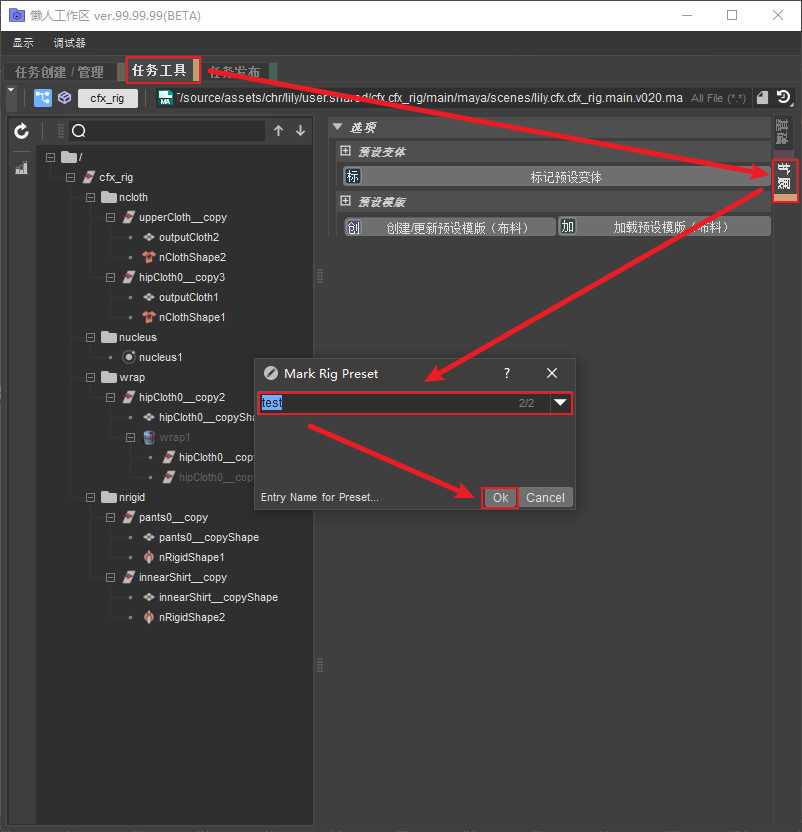 懒人工作区 ver.99.99.99(BETA)
显示 调试器
任务创建 / 管理 任务工具 任务发布
cfx_rig /source/assets/chr/lily/user.shared/cfx.cfx_rig/main/maya/scenes/lily.cfx.cfx_rig.main.v020.ma All File (*.*)
选项
基础
扩展
预设变体
标 标记预设变体
预设模版
创 创建/更新预设模版（布料） 加 加载预设模版（布料）
/
cfx_rig
ncloth
upperCloth__copy
outputCloth2
nClothShape2
hipCloth0__copy3
outputCloth1
nClothShape1
nucleus
nucleus1
wrap
hipCloth0__copy2
hipCloth0__copySha
wrap1
hipCloth0__copy
hipCloth0__copy
nrigid
pants0__copy
pants0__copyShape
nRigidShape1
innearShirt__copy
innearShirt__copyShape
nRigidShape2
Mark Rig Preset ?
test 2/2
Entry Name for Preset... Ok Cancel